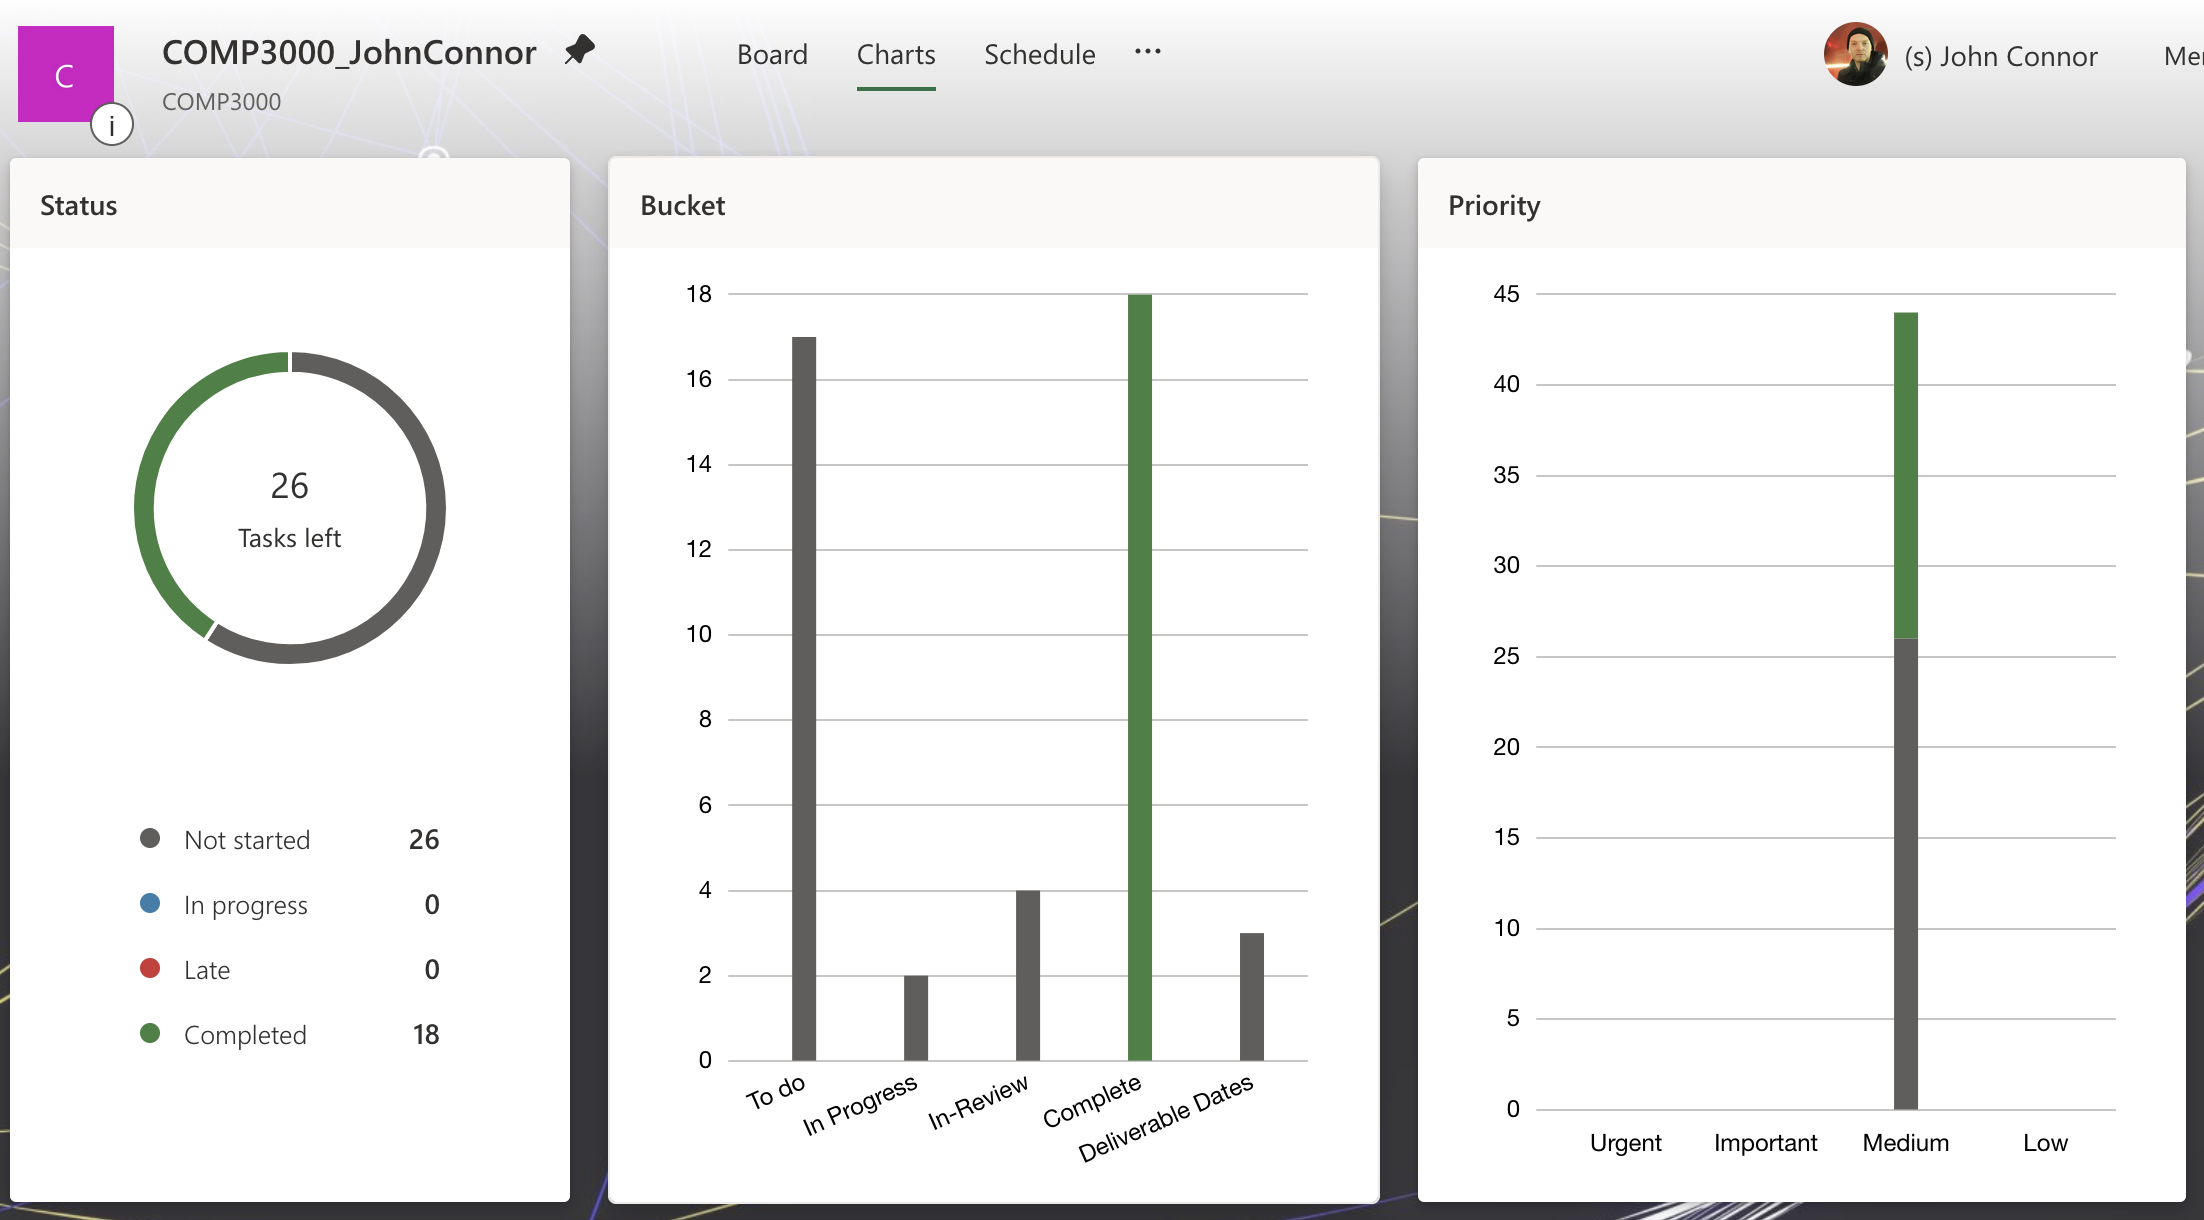 C
i
COMP3000_JohnConnor
COMP3000
Board
Charts
Schedule
...
(s) John Connor
Status
26
Tasks left
Not started 26
In progress 0
Late 0
Completed 18
Bucket
18
16
14
12
10
8
6
4
2
0
To do
In Progress
In-Review
Complete
Deliverable Dates
Priority
45
40
35
30
25
20
15
10
5
0
Urgent
Important
Medium
Low